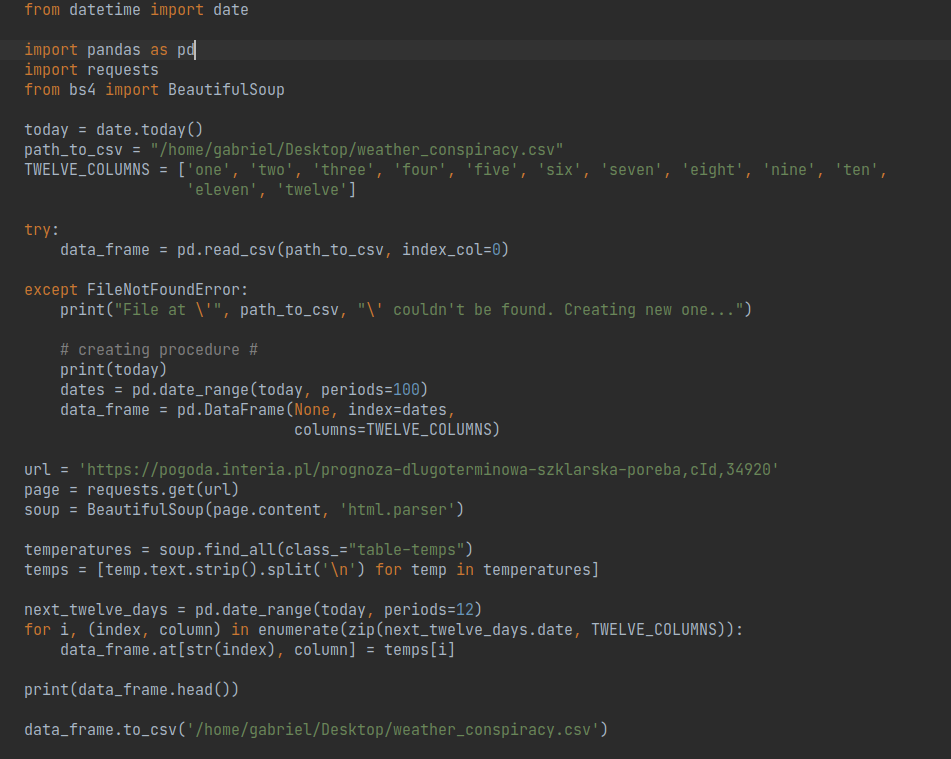 from datetime import date
import pandas as pd
import requests
from bs4 import BeautifulSoup
today = date.today()
path_to_csv = "/home/gabriel/Desktop/weather_conspiracy.csv"
TWELVE_COLUMNS = ['one', 'two', 'three', 'four', 'five', 'six', 'seven', 'eight', 'nine', 'ten',
                  'eleven', 'twelve']
try:
    data_frame = pd.read_csv(path_to_csv, index_col=0)
except FileNotFoundError:
    print("File at \'", path_to_csv, "\' couldn't be found. Creating new one...")
    # creating procedure #
    print(today)
    dates = pd.date_range(today, periods=100)
    data_frame = pd.DataFrame(None, index=dates,
                              columns=TWELVE_COLUMNS)
url = 'https://pogoda.interia.pl/prognoza-dlugoterminowa-szklarska-poreba,cId,34920'
page = requests.get(url)
soup = BeautifulSoup(page.content, 'html.parser')
temperatures = soup.find_all(class_="table-temps")
temps = [temp.text.strip().split('\n') for temp in temperatures]
next_twelve_days = pd.date_range(today, periods=12)
for i, (index, column) in enumerate(zip(next_twelve_days.date, TWELVE_COLUMNS)):
    data_frame.at[str(index), column] = temps[i]
print(data_frame.head())
data_frame.to_csv('/home/gabriel/Desktop/weather_conspiracy.csv')